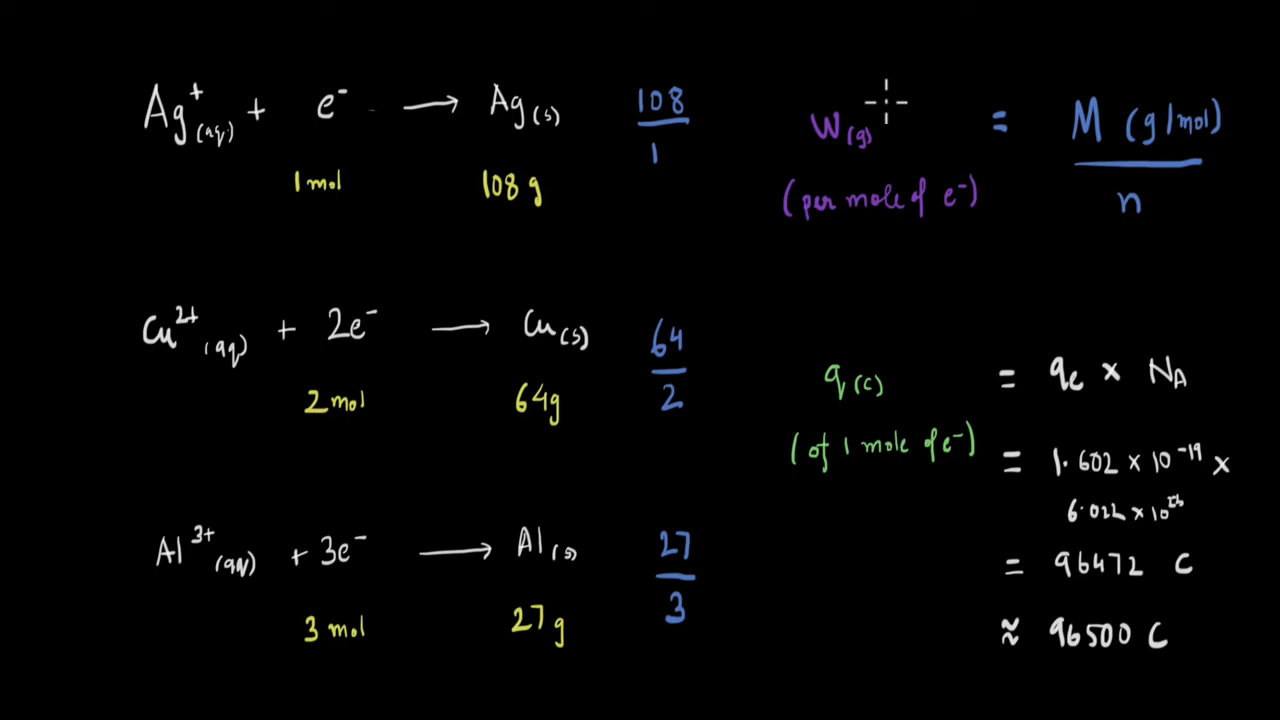 Ag⁺(aq) + e⁻ → Ag(s) 108/1
1 mol 108 g
Cu²⁺(aq) + 2e⁻ → Cu(s) 64/2
2 mol 64g
Al³⁺(aq) + 3e⁻ → Al(s) 27/3
3 mol 27 g
W(g) = M (g/mol)/n
(per mole of e⁻)
q(C) = qe × NA
(of 1 mole of e⁻)
= 1.602 × 10⁻¹⁹ ×
6.022 × 10²³
= 96472 C
≈ 96500 C